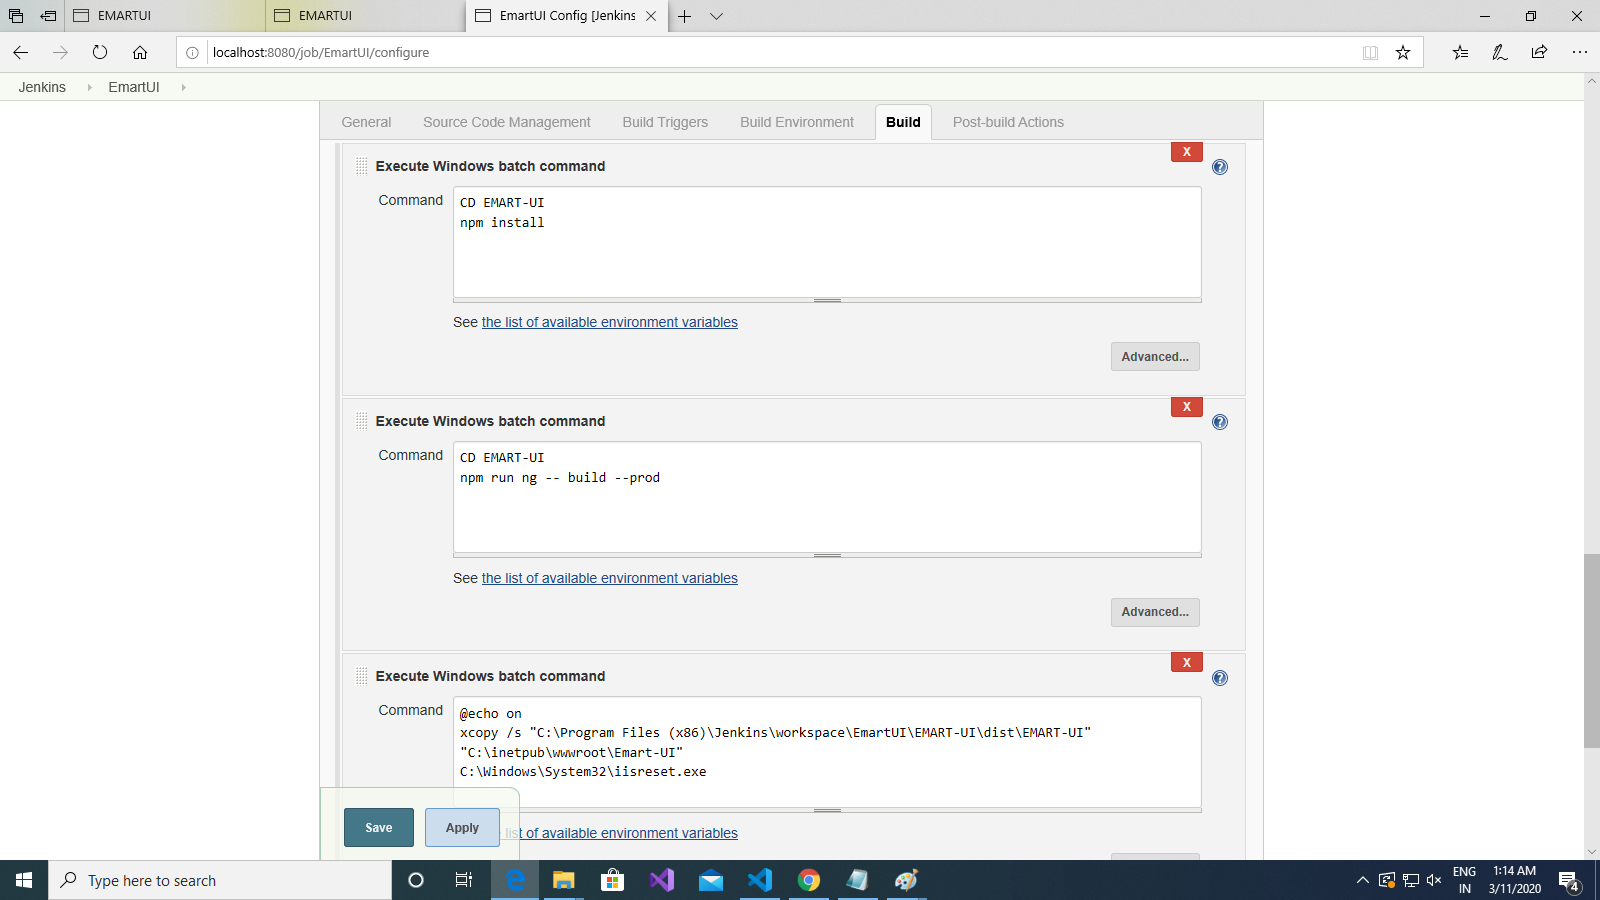 EMARTUI
EMARTUI
EmartUI Config [Jenkins
localhost:8080/job/EmartUI/configure
Jenkins EmartUI
General Source Code Management Build Triggers Build Environment Build Post-build Actions
X
Execute Windows batch command
?
Command
CD EMART-UI
npm install
See the list of available environment variables
Advanced...
X
Execute Windows batch command
?
Command
CD EMART-UI
npm run ng -- build --prod
See the list of available environment variables
Advanced...
X
Execute Windows batch command
?
Command
@echo on
xcopy /s "C:\Program Files (x86)\Jenkins\workspace\EmartUI\EMART-UI\dist\EMART-UI"
"C:\inetpub\wwwroot\Emart-UI"
C:\Windows\System32\iisreset.exe
list of available environment variables
Save Apply
Type here to search
ENG
IN
1:14 AM
3/11/2020
4